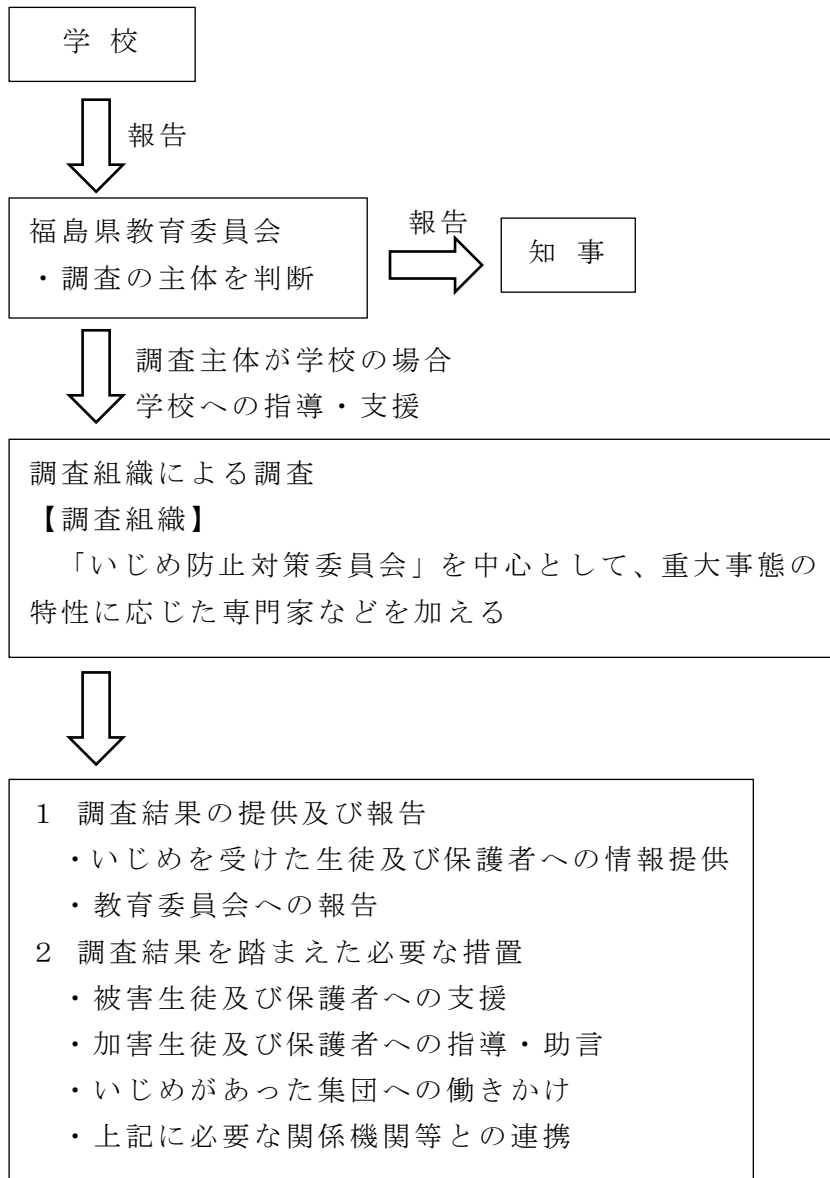 学校
報告
福島県教育委員会
・調査の主体を判断
報告
知事
調査主体が学校の場合
学校への指導・支援
調査組織による調査
【調査組織】
「いじめ防止対策委員会」を中心として、重大事態の
特性に応じた専門家などを加える
1 調査結果の提供及び報告
・いじめを受けた生徒及び保護者への情報提供
・教育委員会への報告
2 調査結果を踏まえた必要な措置
・被害生徒及び保護者への支援
・加害生徒及び保護者への指導・助言
・いじめがあった集団への働きかけ
・上記に必要な関係機関等との連携